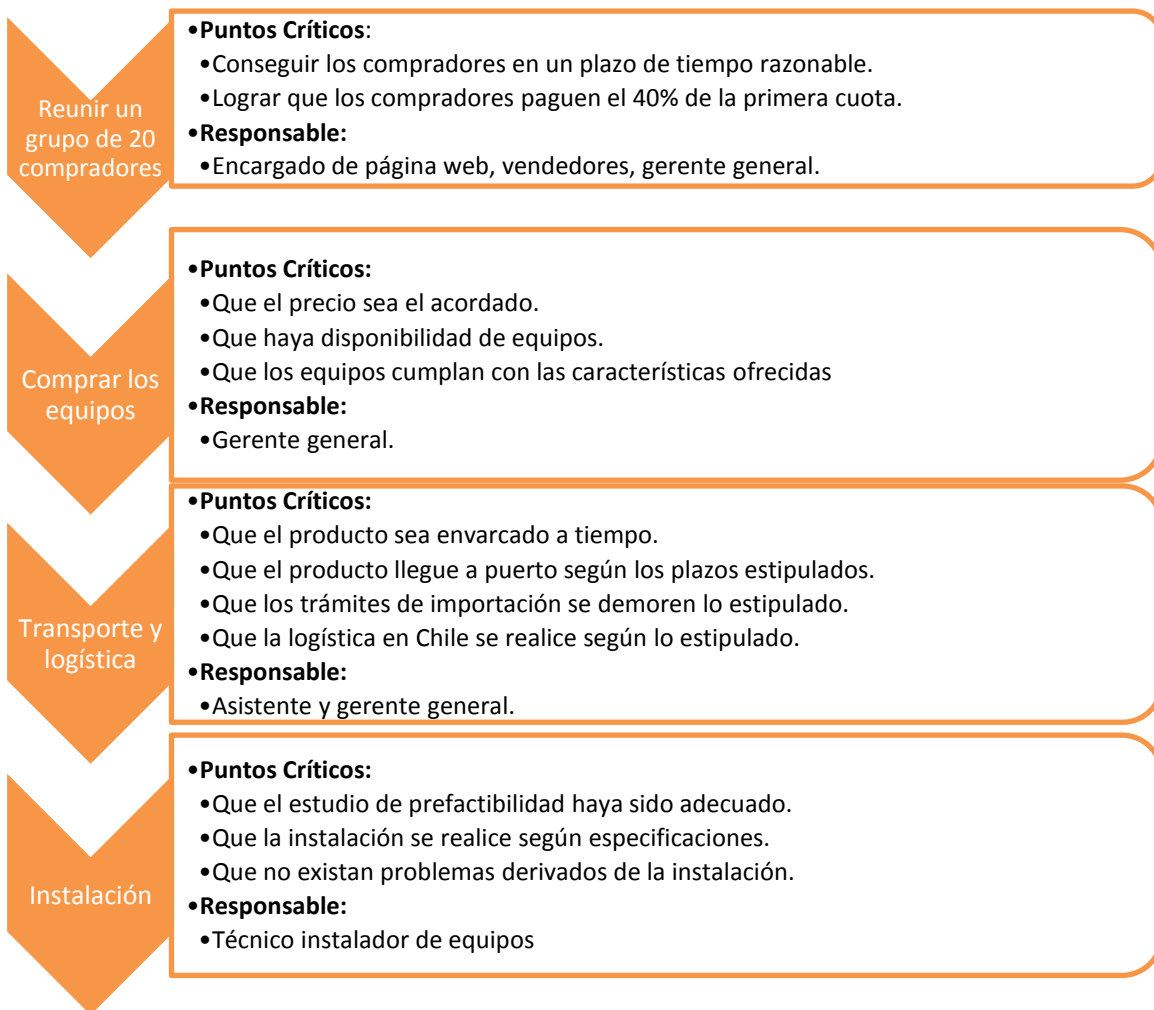 Reunir un
grupo de 20
compradores
•Puntos Críticos:
•Conseguir los compradores en un plazo de tiempo razonable.
•Lograr que los compradores paguen el 40% de la primera cuota.
•Responsable:
•Encargado de página web, vendedores, gerente general.
Comprar los
equipos
•Puntos Críticos:
•Que el precio sea el acordado.
•Que haya disponibilidad de equipos.
•Que los equipos cumplan con las características ofrecidas
•Responsable:
•Gerente general.
Transporte y
logística
•Puntos Críticos:
•Que el producto sea envarcado a tiempo.
•Que el producto llegue a puerto según los plazos estipulados.
•Que los trámites de importación se demoren lo estipulado.
•Que la logística en Chile se realice según lo estipulado.
•Responsable:
•Asistente y gerente general.
Instalación
•Puntos Críticos:
•Que el estudio de prefactibilidad haya sido adecuado.
•Que la instalación se realice según especificaciones.
•Que no existan problemas derivados de la instalación.
•Responsable:
•Técnico instalador de equipos